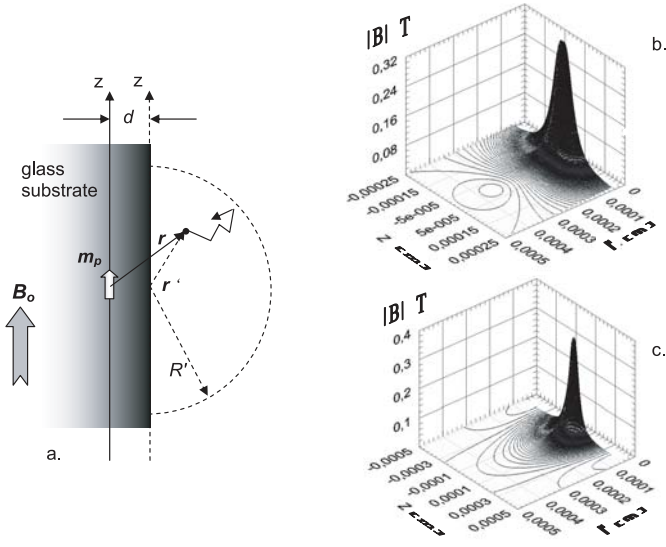 z z
d
glass
substrate
r
m_p
r'
B_o
R'
a.
|B| T
b.
0,32
0,24
0,16
0,08
-0,00025
-0,00015
-5e-005
5e-005
0,00015
0,00025
z [m]
0
0,0001
0,0002
0,0003
0,0004
0,0005
r, [m]
|B| T
c.
0,4
0,3
0,2
0,1
-0,0005
-0,0003
-0,0001
0,0001
0,0003
0,0005
z [m]
0
0,0001
0,0002
0,0003
0,0004
0,0005
r, [m]